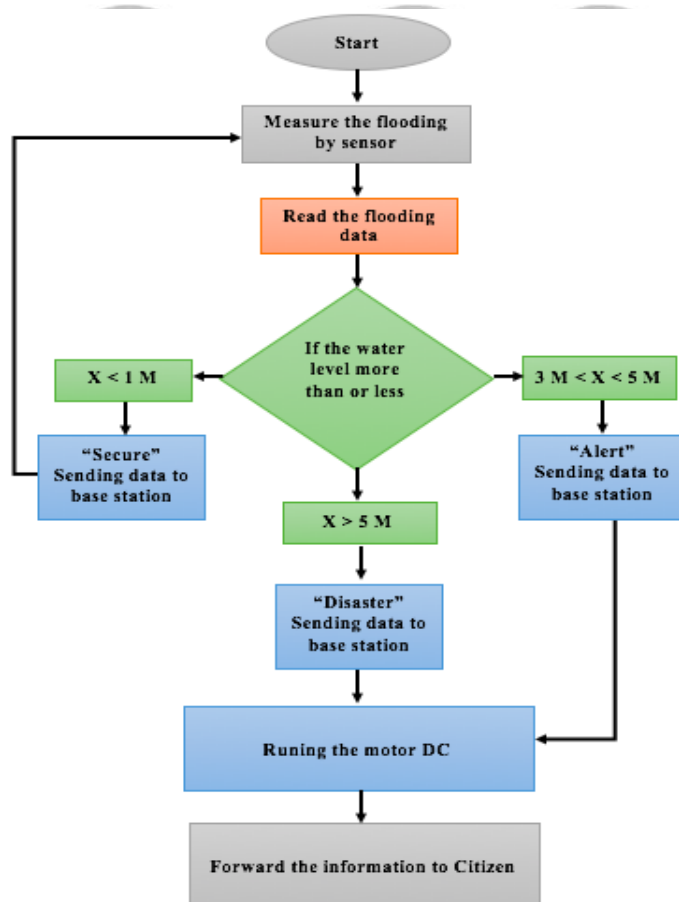 Start
Measure the flooding
by sensor
Read the flooding
data
If the water
level more
than or less
X < 1 M
3 M < X < 5 M
“Secure”
Sending data to
base station
“Alert”
Sending data to
base station
X > 5 M
“Disaster”
Sending data to
base station
Runing the motor DC
Forward the information to Citizen